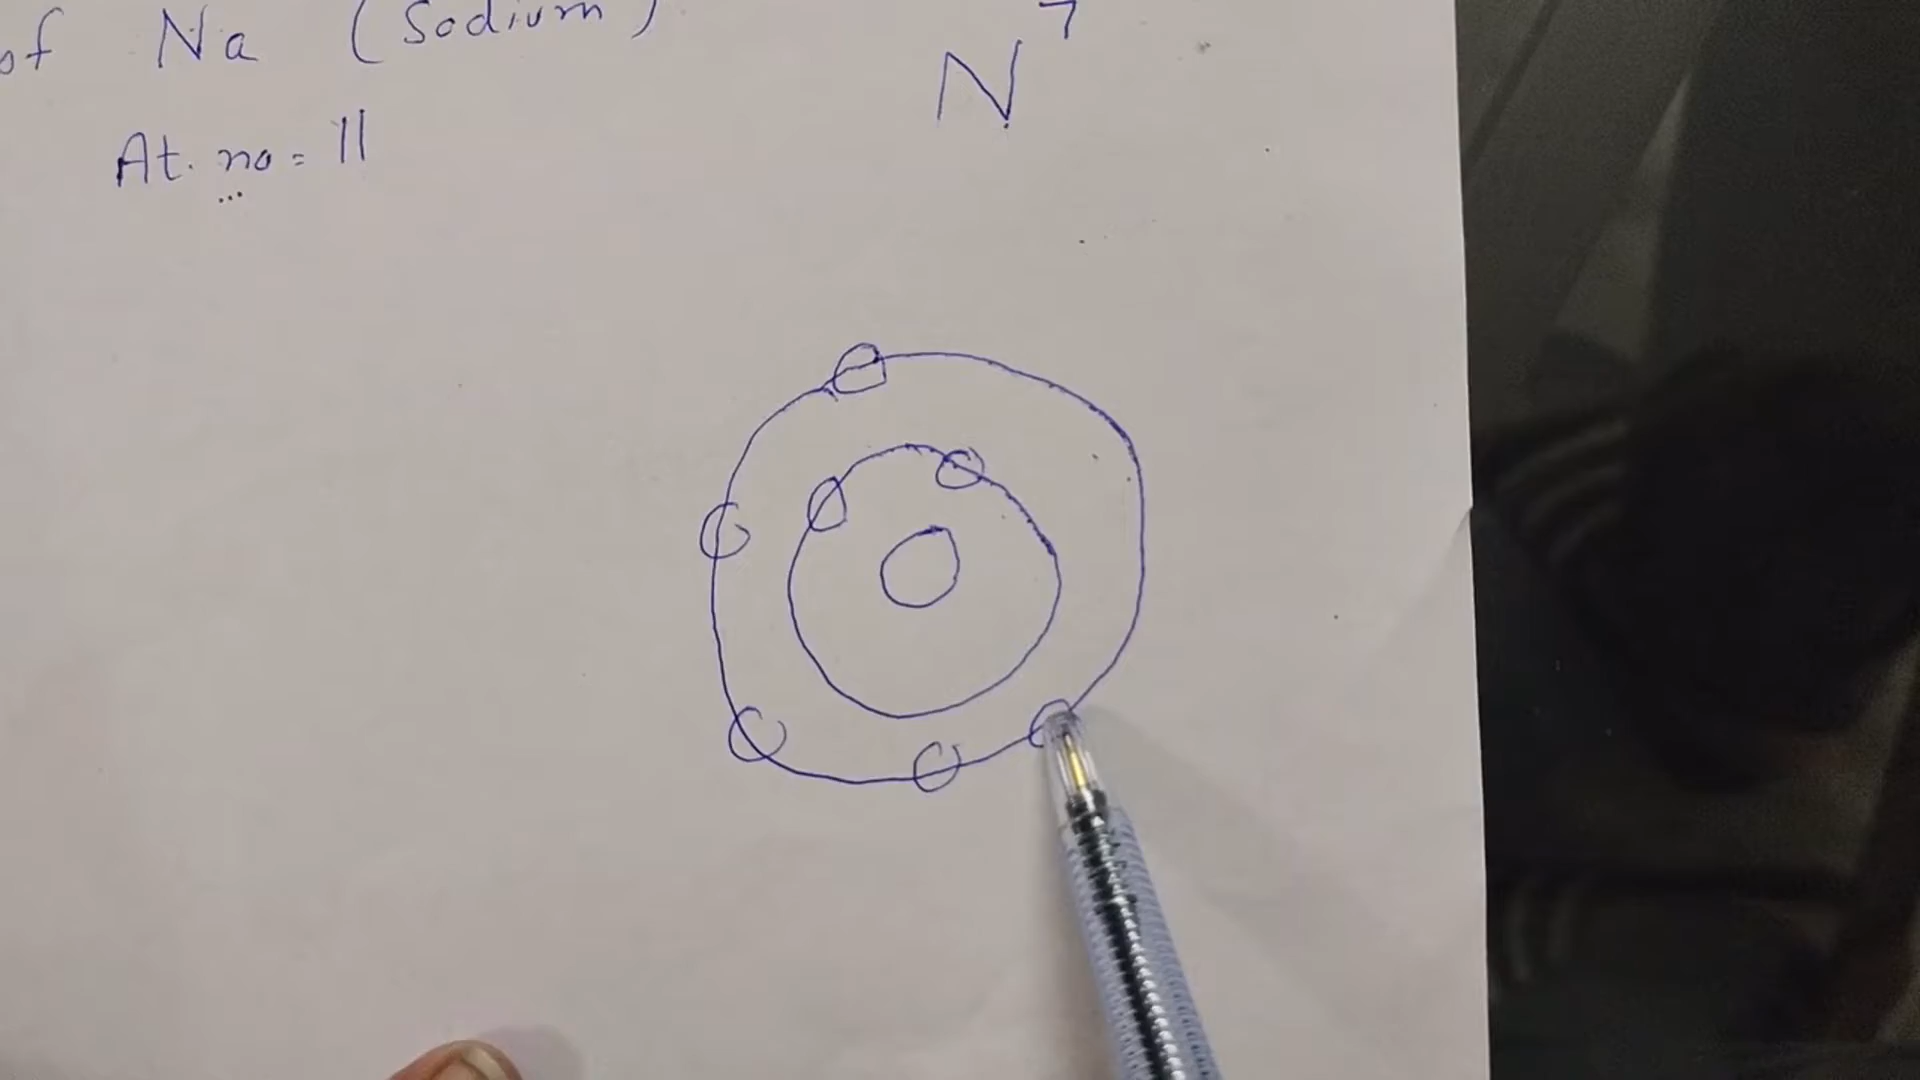 of Na (Sodium)
At. no = 11
N 7